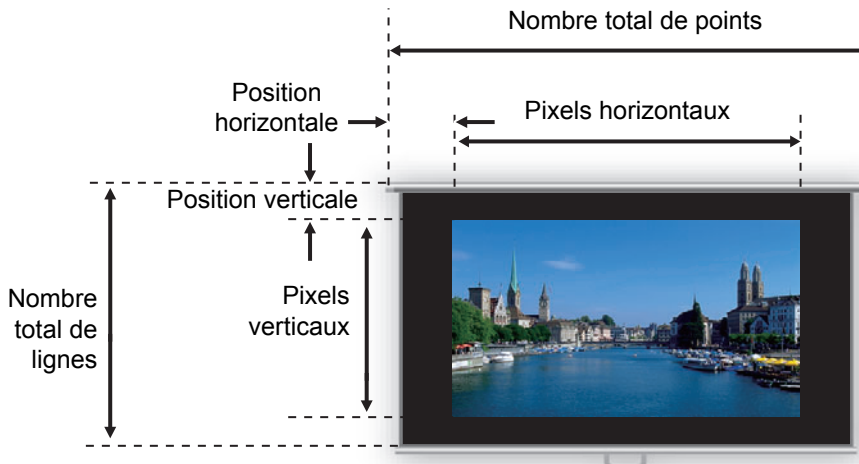 Nombre total de points
Position
horizontale
Pixels horizontaux
Position verticale
Nombre
total de
lignes
Pixels
verticaux